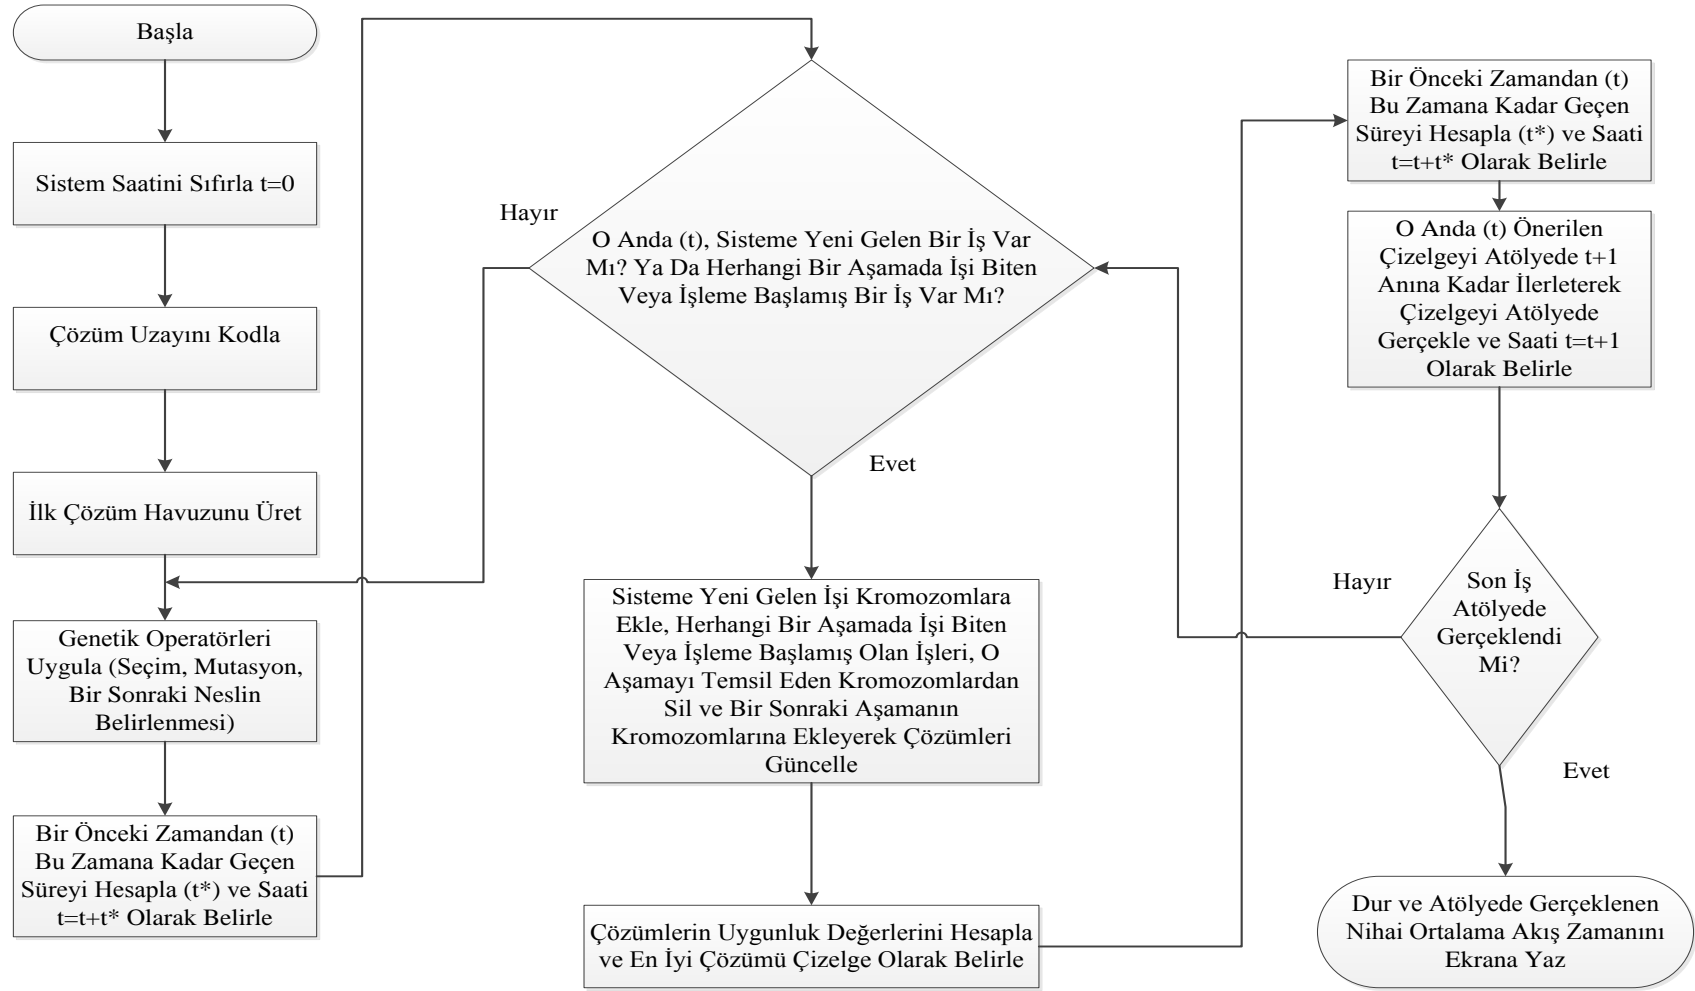 Başla
Sistem Saatini Sıfırla t=0
Çözüm Uzayını Kodla
İlk Çözüm Havuzunu Üret
Genetik Operatörleri
Uygula (Seçim, Mutasyon,
Bir Sonraki Neslin
Belirlenmesi)
Bir Önceki Zamandan (t)
Bu Zamana Kadar Geçen
Süreyi Hesapla (t*) ve Saati
t=t+t* Olarak Belirle
Hayır
O Anda (t), Sisteme Yeni Gelen Bir İş Var
Mı? Ya Da Herhangi Bir Aşamada İşi Biten
Veya İşleme Başlamış Bir İş Var Mı?
Evet
Sisteme Yeni Gelen İşi Kromozomlara
Ekle, Herhangi Bir Aşamada İşi Biten
Veya İşleme Başlamış Olan İşleri, O
Aşamayı Temsil Eden Kromozomlardan
Sil ve Bir Sonraki Aşamanın
Kromozomlarına Ekleyerek Çözümleri
Güncelle
Çözümlerin Uygunluk Değerlerini Hesapla
ve En İyi Çözümü Çizelge Olarak Belirle
Bir Önceki Zamandan (t)
Bu Zamana Kadar Geçen
Süreyi Hesapla (t*) ve Saati
t=t+t* Olarak Belirle
O Anda (t) Önerilen
Çizelgeyi Atölyede t+1
Anına Kadar İlerleterek
Çizelgeyi Atölyede
Gerçekle ve Saati t=t+1
Olarak Belirle
Hayır
Son İş
Atölyede
Gerçeklendi
Mi?
Evet
Dur ve Atölyede Gerçeklenen
Nihai Ortalama Akış Zamanını
Ekrana Yaz